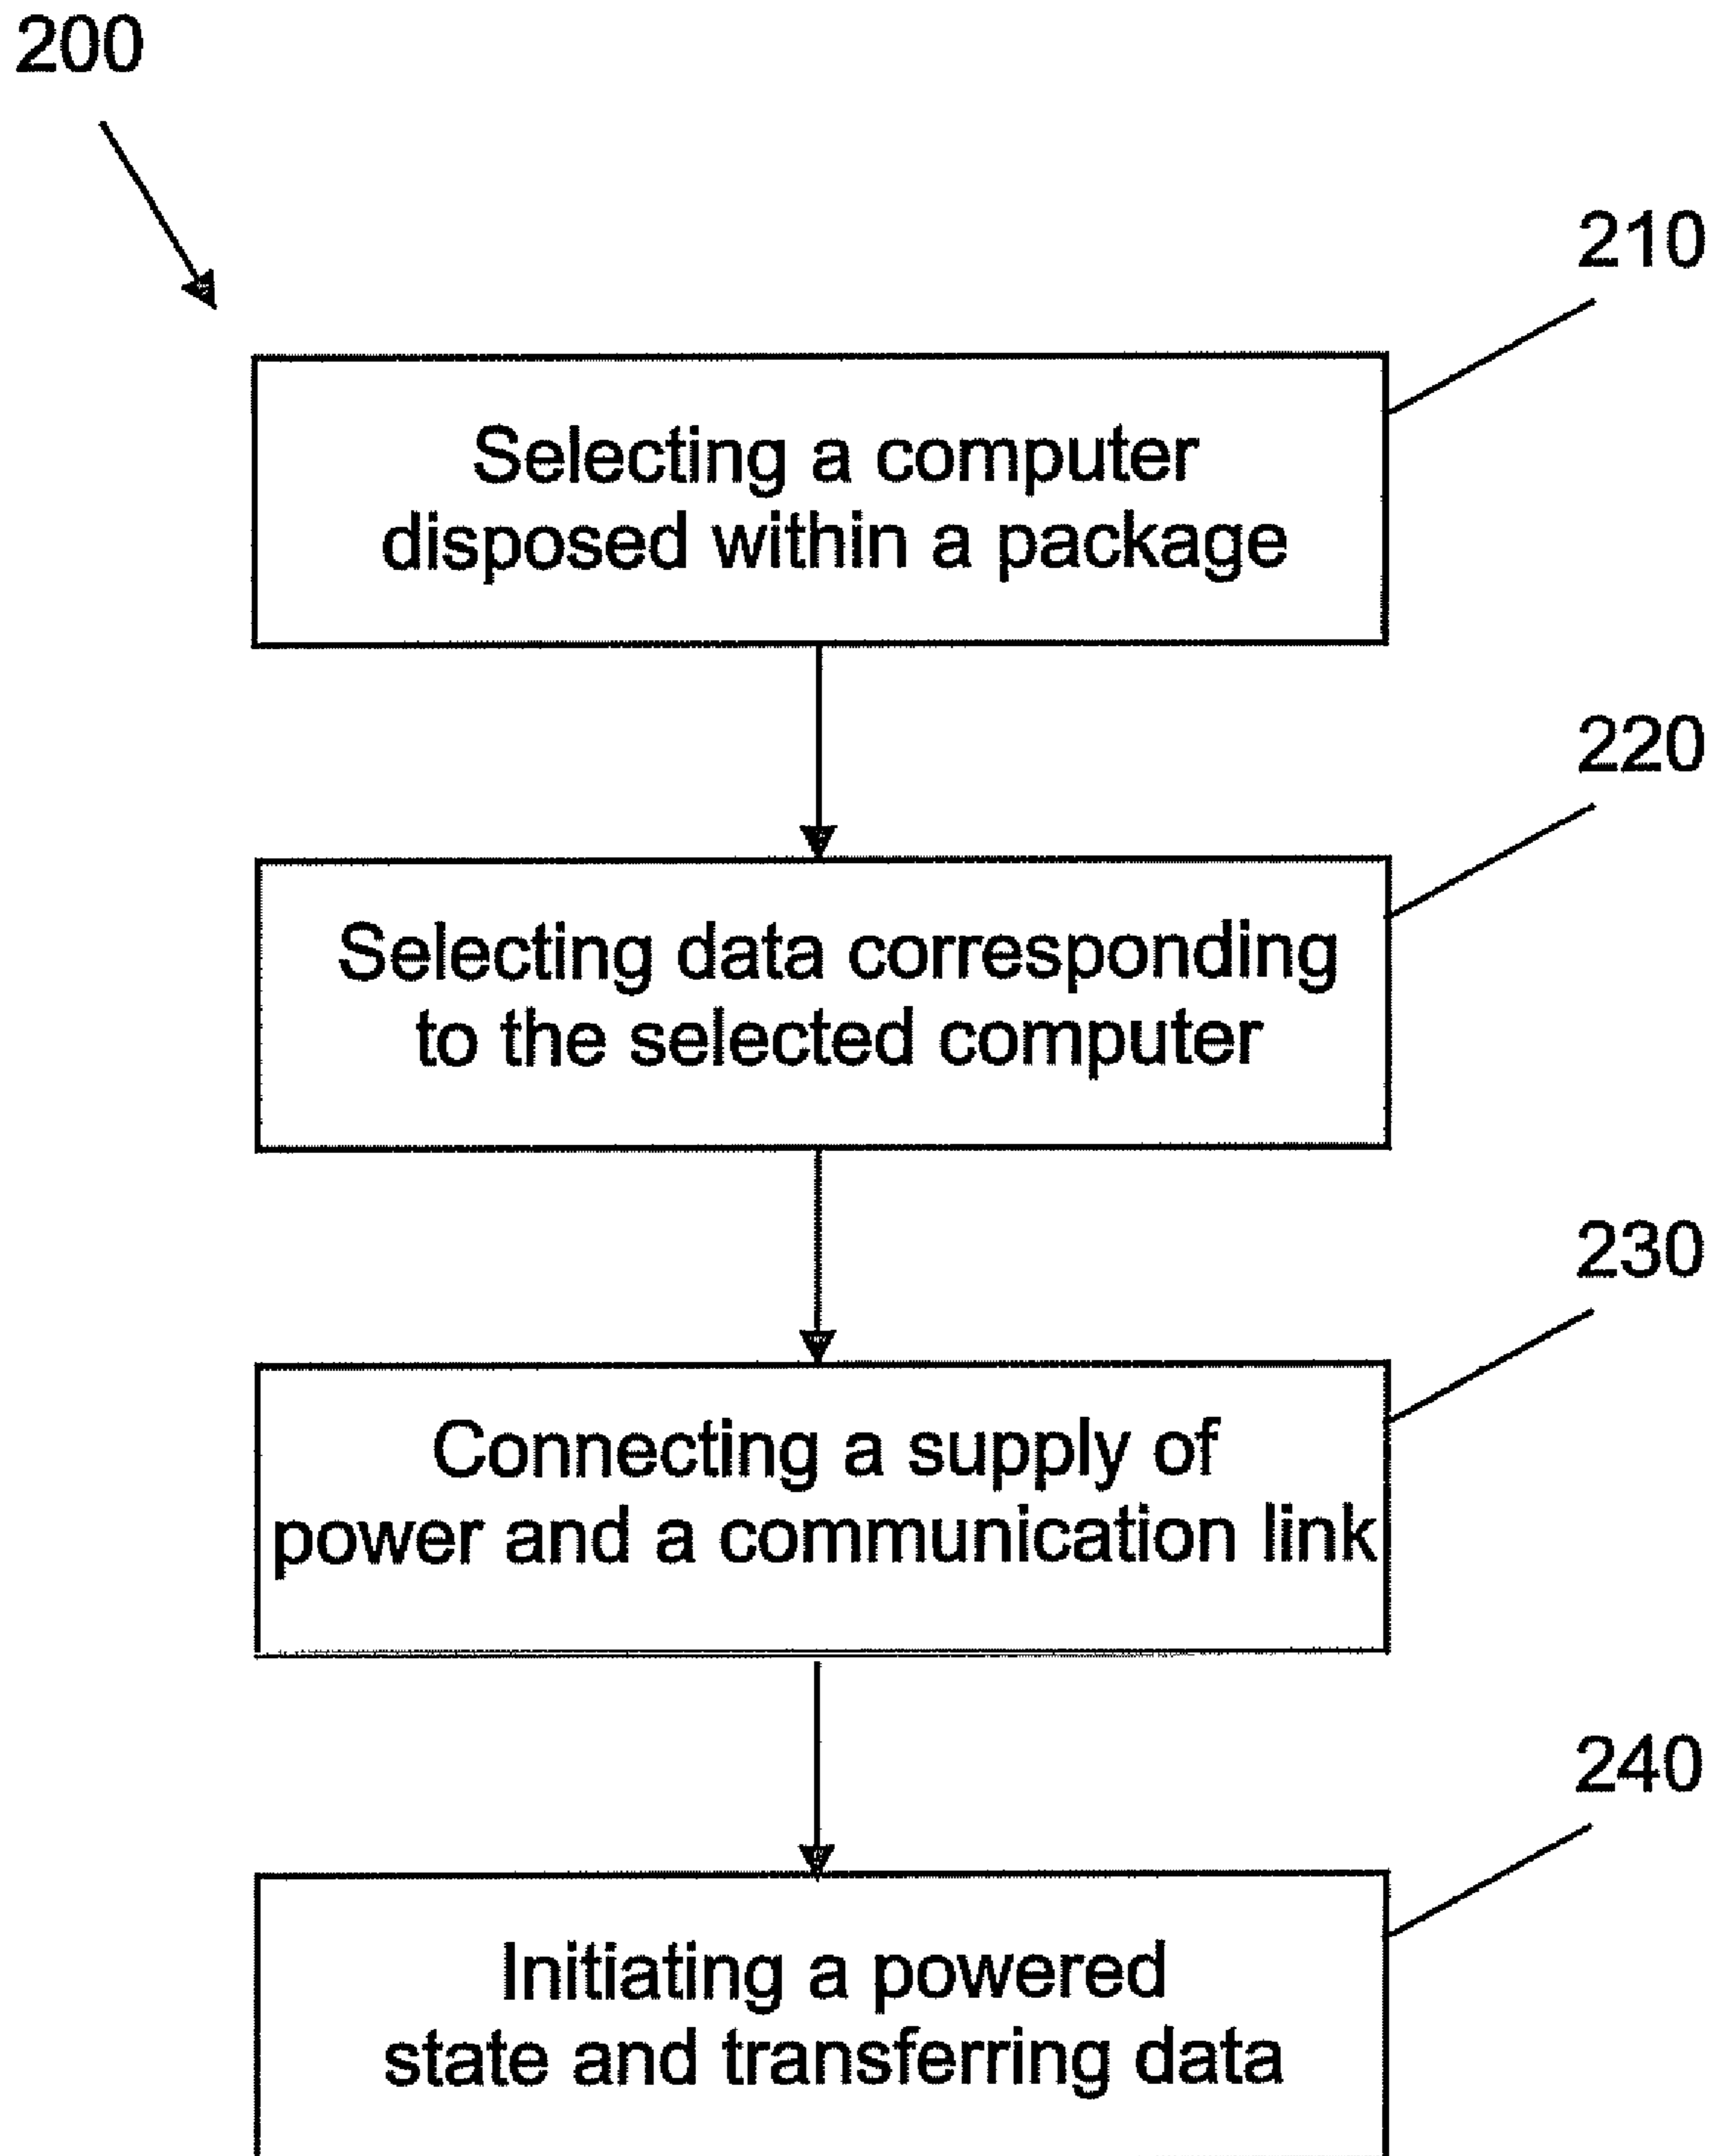 200
210
Selecting a computer
disposed within a package
220
Selecting data corresponding
to the selected computer
230
Connecting a supply of
power and a communication link
240
Initiating a powered
state and transferring data